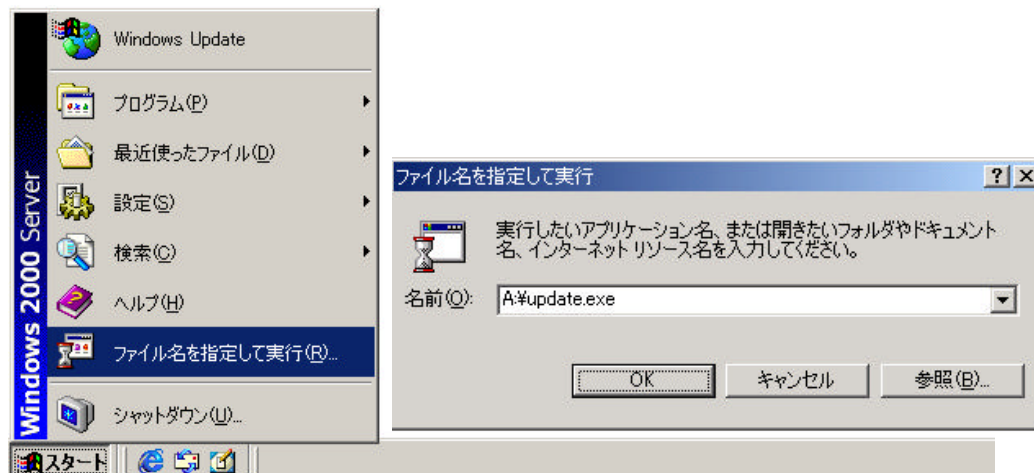 Windows 2000 Server
Windows Update
プログラム(P)
最近使ったファイル(D)
設定(S)
検索(C)
ヘルプ(H)
ファイル名を指定して実行(R)...
シャットダウン(U)...
スタート
ファイル名を指定して実行
実行したいアプリケーション名、または開きたいフォルダやドキュメント
名、インターネット リソース名を入力してください。
名前(O):
A:¥update.exe
OK
キャンセル
参照(B)...